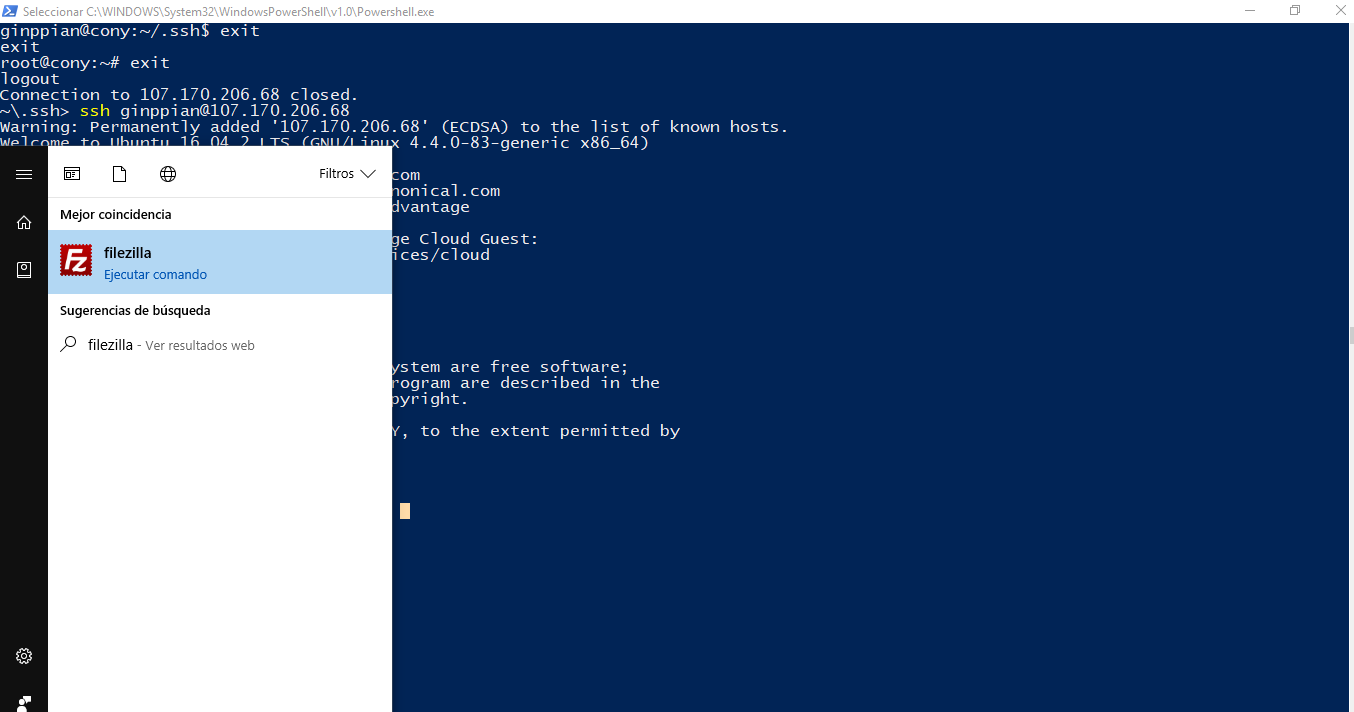 Seleccionar C:\WINDOWS\System32\WindowsPowerShell\v1.0\Powershell.exe
ginppian@cony:~/.ssh$ exit
exit
root@cony:~# exit
logout
Connection to 107.170.206.68 closed.
~\.ssh> ssh ginppian@107.170.206.68
Warning: Permanently added '107.170.206.68' (ECDSA) to the list of known hosts.
Welcome to Ubuntu 16.04.2 LTS (GNU/Linux 4.4.0-83-generic x86_64)
Filtros
com
nonical.com
dvantage
Mejor coincidencia
ge Cloud Guest:
ices/cloud
filezilla
Ejecutar comando
Sugerencias de búsqueda
filezilla - Ver resultados web
ystem are free software;
rogram are described in the
pyright.
Y, to the extent permitted by